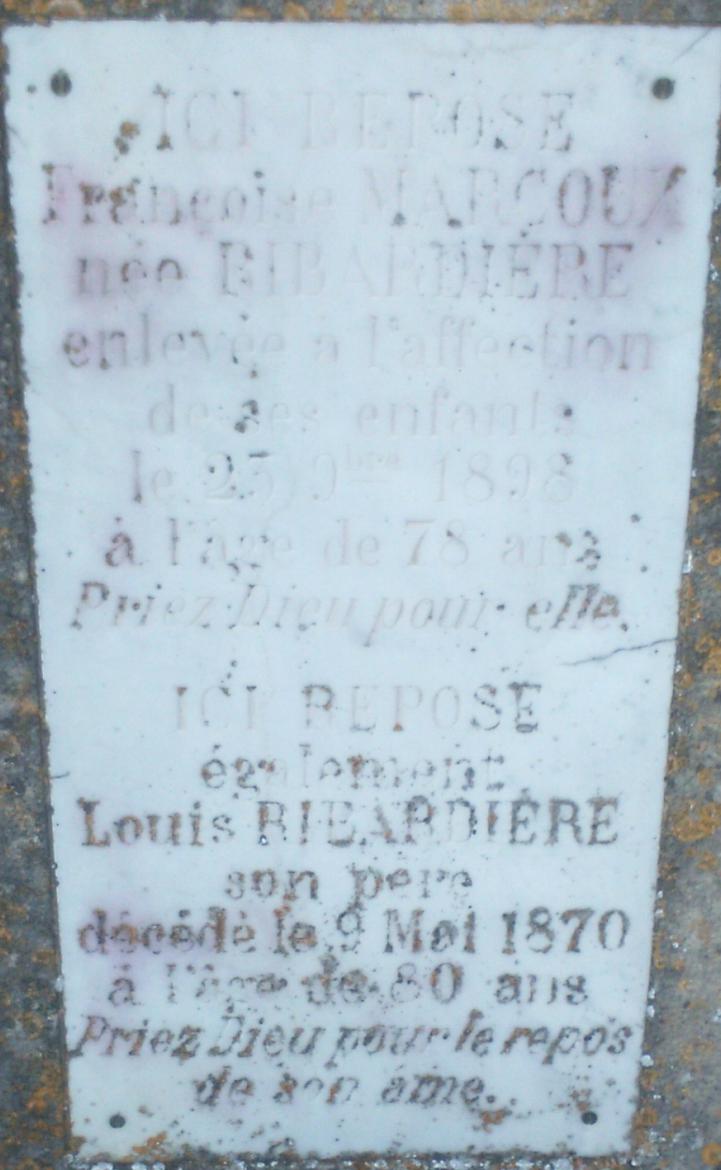 ICI REPOSE
Françoise MARCOUX
née RIBARDIÈRE
enlevée à l'affection
de ses enfants
le 25 9bre 1898
à l'âge de 78 ans
Priez Dieu pour elle.
ICI REPOSE
également
Louis RIBARDIÈRE
son père
décédé le 9 Mai 1870
à l'âge de 80 ans
Priez Dieu pour le repos
de son âme.